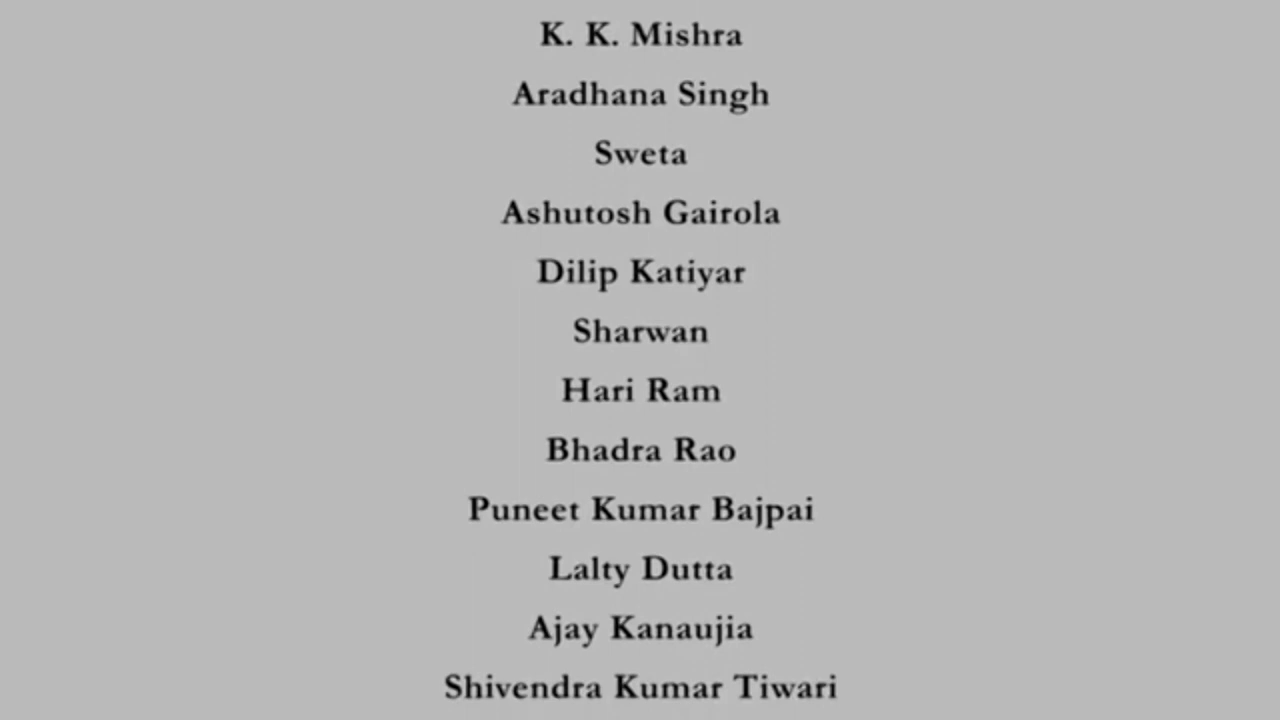 K. K. Mishra
Aradhana Singh
Sweta
Ashutosh Gairola
Dilip Katiyar
Sharwan
Hari Ram
Bhadra Rao
Puneet Kumar Bajpai
Lalty Dutta
Ajay Kanaujia
Shivendra Kumar Tiwari